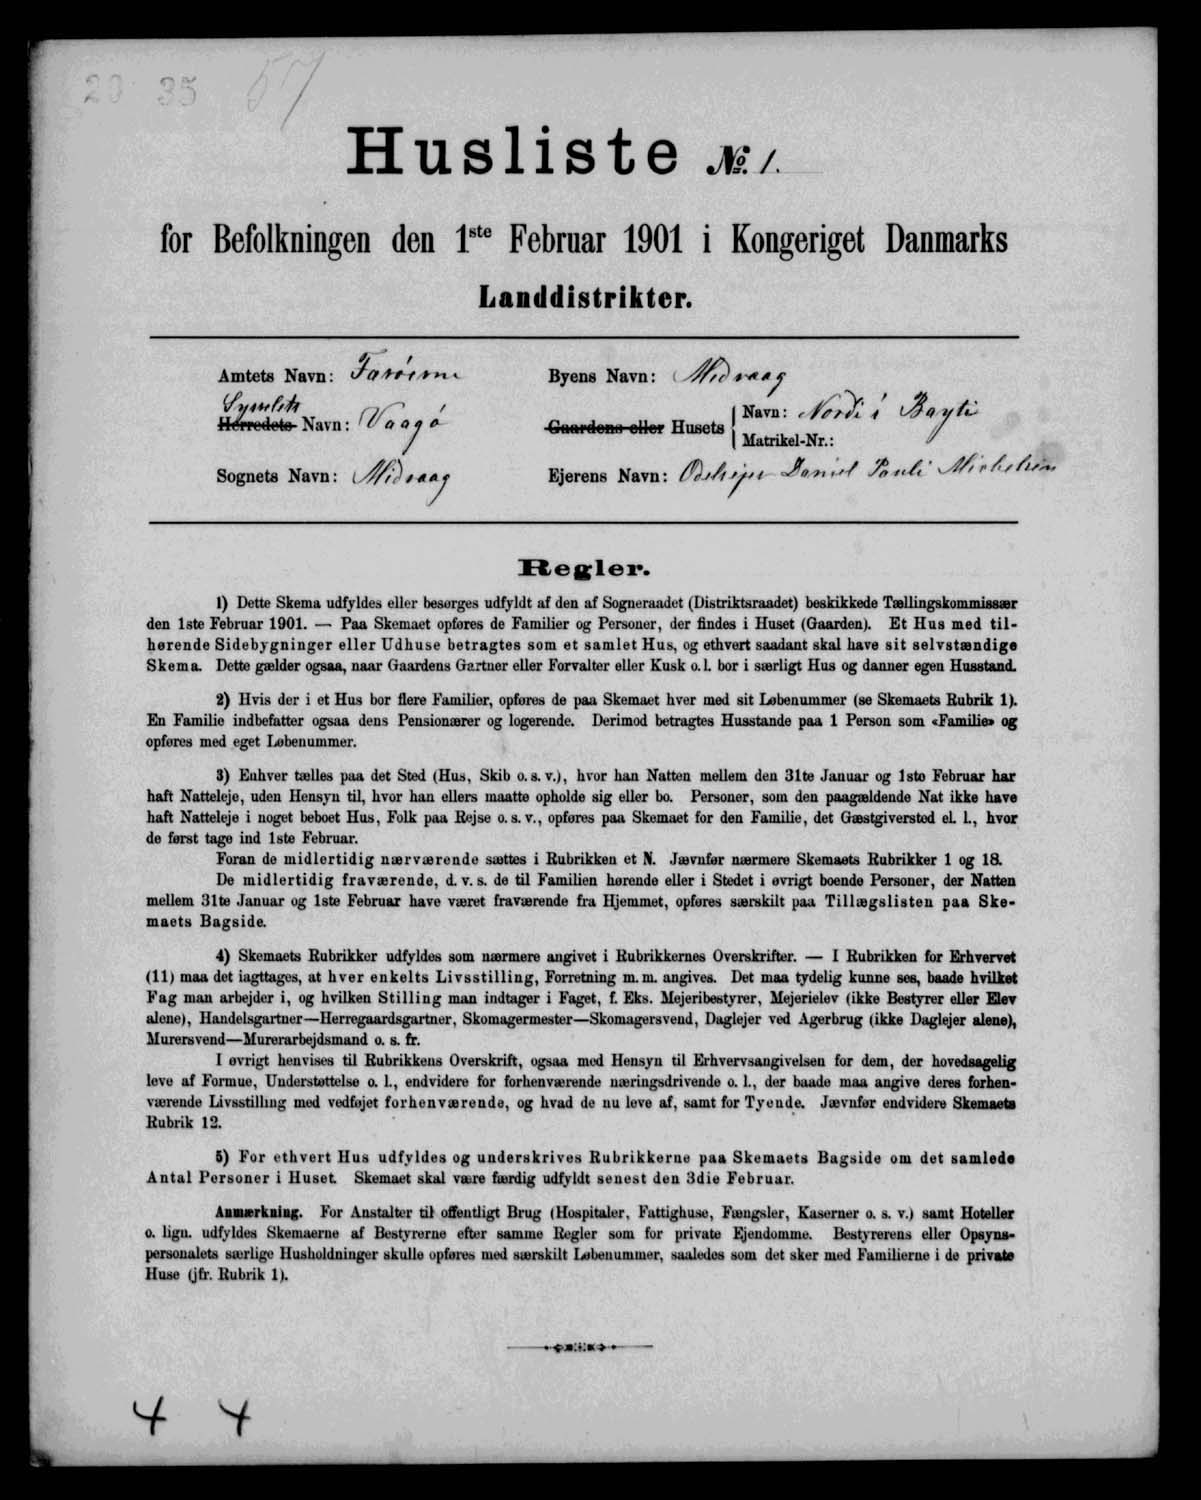 20 35 57
Husliste № 1.
for Befolkningen den 1ste Februar 1901 i Kongeriget Danmarks
Landdistrikter.
Amtets Navn: Færøerne Byens Navn: Midvaag
Sysselets
Herredets Navn: Vaagø Gaardens eller Husets Navn: Nordi í Bøyti
Matrikel-Nr.:
Sognets Navn: Midvaag Ejerens Navn: Odelsejer Daniel Pauli Michelsen
Regler.
1) Dette Skema udfyldes eller besørges udfyldt af den af Sogneraadet (Distriktsraadet) beskikkede Tællingskommissær
den 1ste Februar 1901. — Paa Skemaet opføres de Familier og Personer, der findes i Huset (Gaarden). Et Hus med til-
hørende Sidebygninger eller Udhuse betragtes som et samlet Hus, og ethvert saadant skal have sit selvstændige
Skema. Dette gælder ogsaa, naar Gaardens Gartner eller Forvalter eller Kusk o. l. bor i særligt Hus og danner egen Husstand.
2) Hvis der i et Hus bor flere Familier, opføres de paa Skemaet hver med sit Løbenummer (se Skemaets Rubrik 1).
En Familie indbefatter ogsaa dens Pensionærer og logerende. Derimod betragtes Husstande paa 1 Person som «Familie» og
opføres med eget Løbenummer.
3) Enhver tælles paa det Sted (Hus, Skib o. s. v.), hvor han Natten mellem den 31te Januar og 1ste Februar har
haft Natteleje, uden Hensyn til, hvor han ellers maatte opholde sig eller bo. Personer, som den paagældende Nat ikke have
haft Natteleje i noget beboet Hus, Folk paa Rejse o. s. v., opføres paa Skemaet for den Familie, det Gæstgiversted el. l., hvor
de først tage ind 1ste Februar.
Foran de midlertidig nærværende sættes i Rubrikken et N. Jævnfør nærmere Skemaets Rubrikker 1 og 18.
De midlertidig fraværende, d. v. s. de til Familien hørende eller i Stedet i øvrigt boende Personer, der Natten
mellem 31te Januar og 1ste Februar have været fraværende fra Hjemmet, opføres særskilt paa Tillægslisten paa Ske-
maets Bagside.
4) Skemaets Rubrikker udfyldes som nærmere angivet i Rubrikkernes Overskrifter. — I Rubrikken for Erhvervet
(11) maa det iagttages, at hver enkelts Livsstilling, Forretning m. m. angives. Det maa tydelig kunne ses, baade hvilket
Fag man arbejder i, og hvilken Stilling man indtager i Faget, f. Eks. Mejeribestyrer, Mejerielev (ikke Bestyrer eller Elev
alene), Handelsgartner—Herregaardsgartner, Skomagermester—Skomagersvend, Daglejer ved Agerbrug (ikke Daglejer alene),
Murersvend—Murerarbejdsmand o. s. fr.
I øvrigt henvises til Rubrikkens Overskrift, ogsaa med Hensyn til Erhvervsangivelsen for dem, der hovedsagelig
leve af Formue, Understøttelse o. l., endvidere for forhenværende næringsdrivende o. l., der baade maa angive deres forhen-
værende Livsstilling med vedføjet forhenværende, og hvad de nu leve af, samt for Tyende. Jævnfør endvidere Skemaets
Rubrik 12.
5) For ethvert Hus udfyldes og underskrives Rubrikkerne paa Skemaets Bagside om det samlede
Antal Personer i Huset. Skemaet skal være færdig udfyldt senest den 3die Februar.
Anmærkning. For Anstalter til offentligt Brug (Hospitaler, Fattighuse, Fængsler, Kaserner o. s. v.) samt Hoteller
o. lign. udfyldes Skemaerne af Bestyrerne efter samme Regler som for private Ejendomme. Bestyrerens eller Opsyns-
personalets særlige Husholdninger skulle opføres med særskilt Løbenummer, saaledes som det sker med Familierne i de private
Huse (jfr. Rubrik 1).
4 4